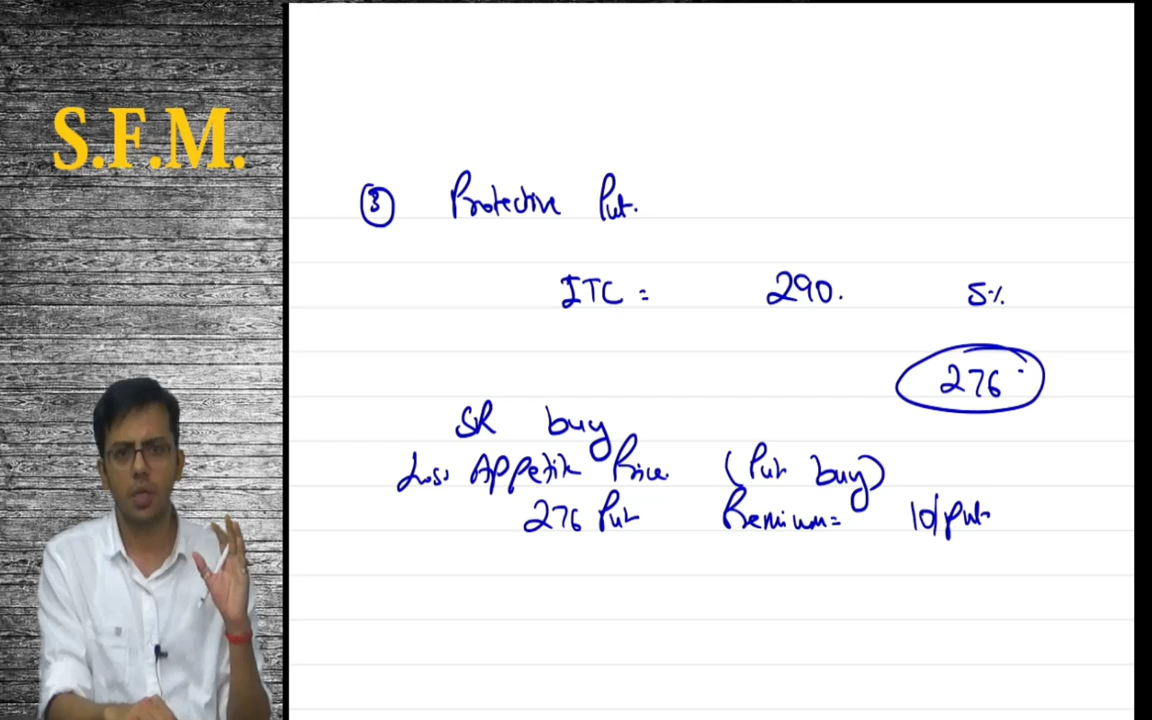 S.F.M.
③ Protective Put.
ITC = 290. 5%
276
SR buy
Loss Appetite Price (Put buy)
276 Put Premium = 10/put